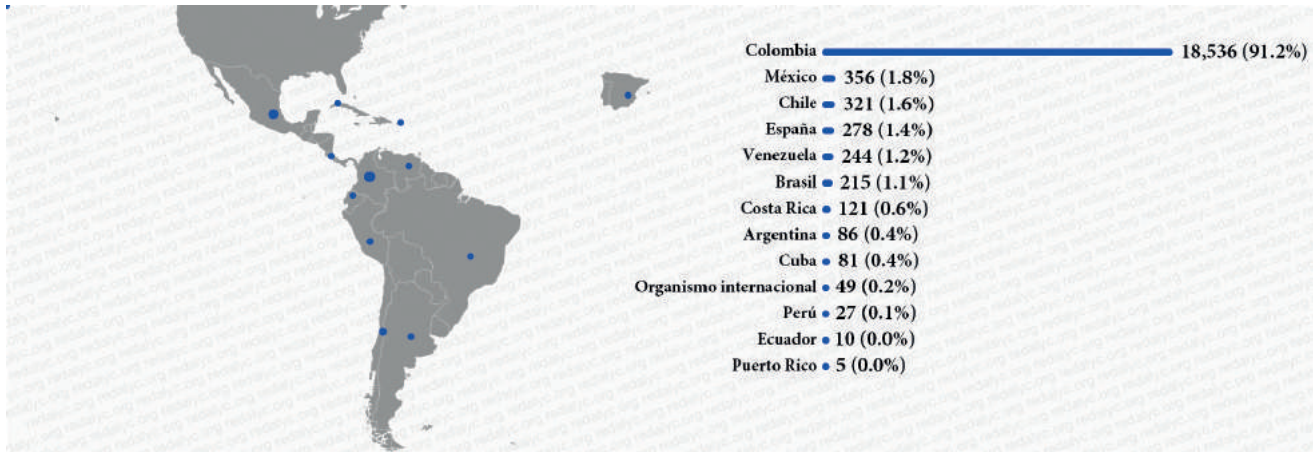 Colombia 18,536 (91.2%)
México 356 (1.8%)
Chile 321 (1.6%)
España 278 (1.4%)
Venezuela 244 (1.2%)
Brasil 215 (1.1%)
Costa Rica 121 (0.6%)
Argentina 86 (0.4%)
Cuba 81 (0.4%)
Organismo internacional 49 (0.2%)
Perú 27 (0.1%)
Ecuador 10 (0.0%)
Puerto Rico 5 (0.0%)
redalyc.org